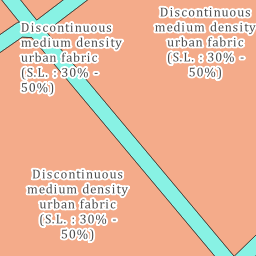 Discontinuous
medium density
urban fabric
(S.L. : 30% -
50%)
Discontinuous
medium density
urban fabric
(S.L. : 30% -
50%)
Discontinuous
medium density
urban fabric
(S.L. : 30% -
50%)